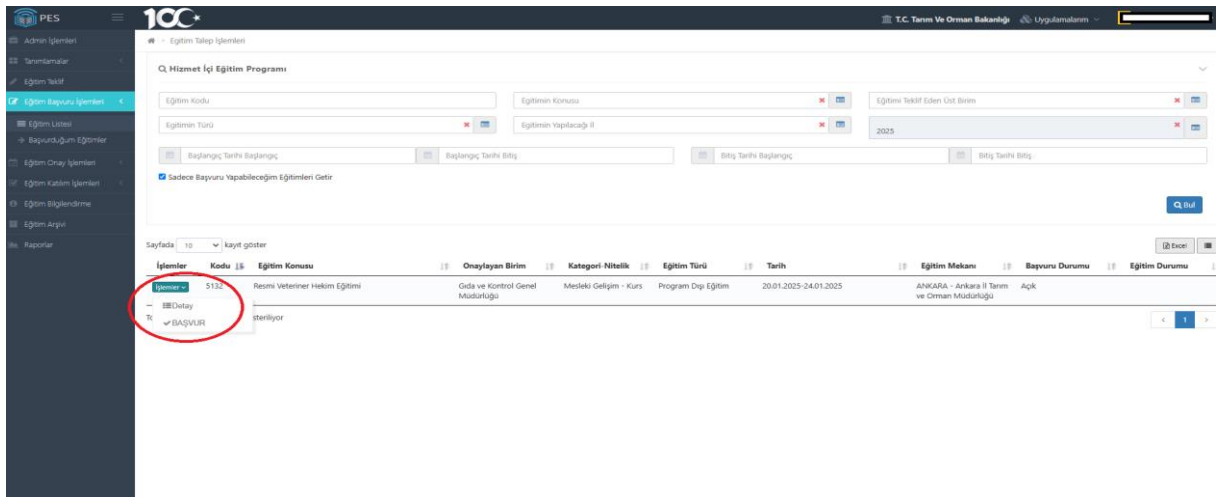 PES
100
T.C. Tarım Ve Orman Bakanlığı
Uygulamalarım
Admin İşlemleri
Tanımlamalar
Eğitim Teklif
Eğitim Başvuru İşlemleri
Eğitim Listesi
Başvurduğum Eğitimler
Eğitim Onay İşlemleri
Eğitim Katılım İşlemleri
Eğitim Bilgilendirme
Eğitim Arşivi
Raporlar
Eğitim Talep İşlemleri
Hizmet İçi Eğitim Programı
Eğitim Kodu
Eğitimin Konusu
Eğitimi Teklif Eden Üst Birim
Eğitimin Türü
Eğitimin Yapılacağı İl
2025
Başlangıç Tarihi Başlangıç
Başlangıç Tarihi Bitiş
Bitiş Tarihi Başlangıç
Bitiş Tarihi Bitiş
Sadece Başvuru Yapabileceğim Eğitimleri Getir
Bul
Sayfada 10 kayıt göster
Excel
İşlemler Kodu Eğitim Konusu Onaylayan Birim Kategori-Nitelik Eğitim Türü Tarih Eğitim Mekanı Başvuru Durumu Eğitim Durumu
İşlemler 5132 Resmi Veteriner Hekim Eğitimi Gıda ve Kontrol Genel Mesleki Gelişim - Kurs Program Dışı Eğitim 20.01.2025-24.01.2025 ANKARA - Ankara İl Tarım Açık
Müdürlüğü ve Orman Müdürlüğü
Detay
BAŞVUR
steriliyor
1